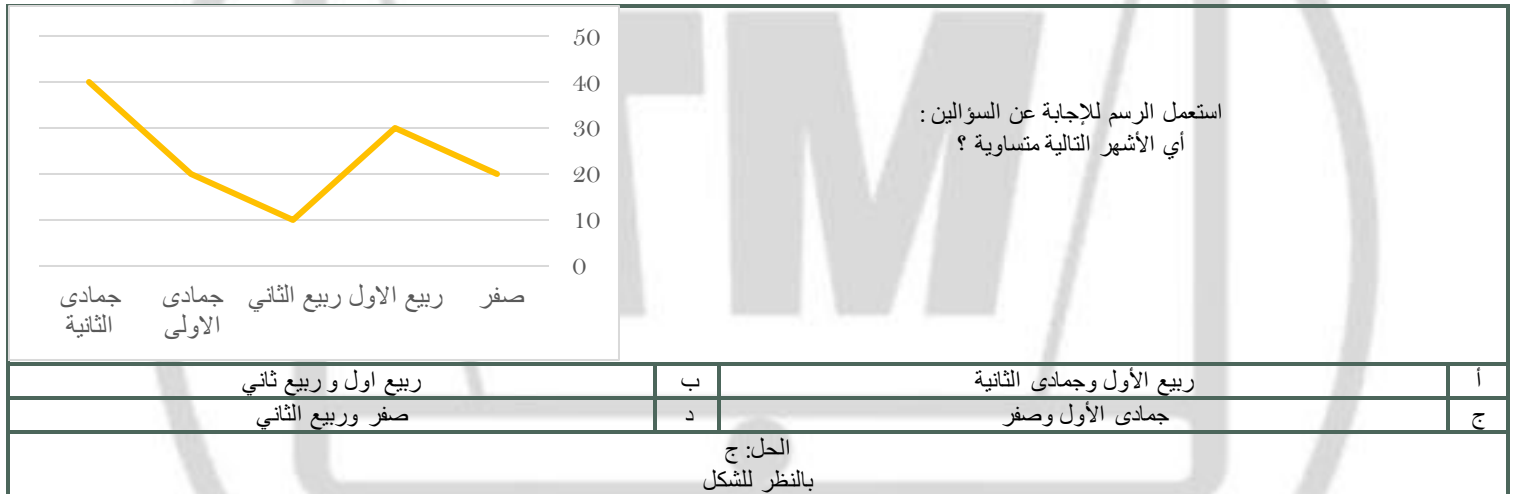 استعمل الرسم للإجابة عن السؤالين :
أي الأشهر التالية متساوية ؟
50
40
30
20
10
0
صفر
ربيع الاول
ربيع الثاني
جمادى
الاولى
جمادى
الثانية
أ
ربيع الأول وجمادى الثانية
ب
ربيع اول و ربيع ثاني
ج
جمادى الأول وصفر
د
صفر وربيع الثاني
الحل: ج
بالنظر للشكل